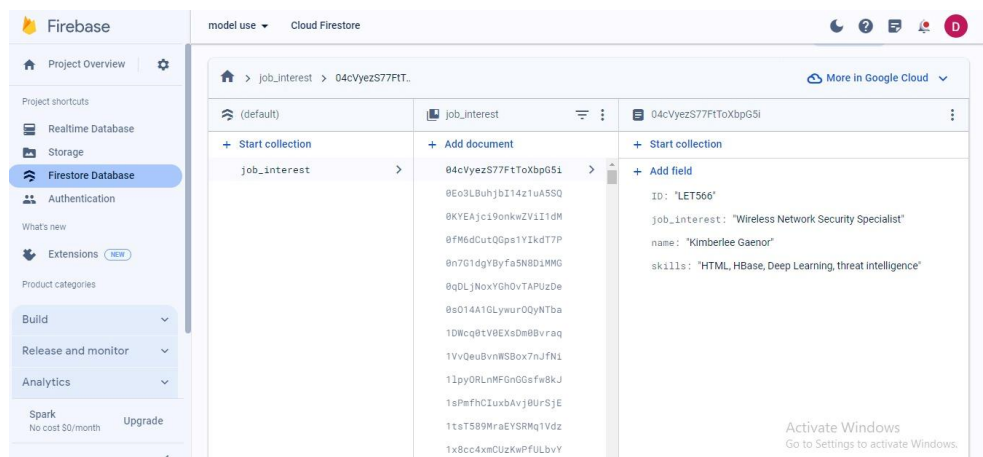 Firebase
model use
Cloud Firestore
D
Project Overview
Project shortcuts
Realtime Database
Storage
Firestore Database
Authentication
What's new
Extensions NEW
Product categories
Build
Release and monitor
Analytics
Spark
No cost $0/month
Upgrade
job_interest > 04cVyezS77FtT..
More in Google Cloud
(default)
+ Start collection
job_interest
job_interest
+ Add document
04cVyezS77FtToXbpG5i
0Eo3LBuhjbI14z1uA5SQ
0KYEAjci9onkwZViI1dM
0fM6dCutQGps1YIkdT7P
0n7G1dgYByfa5N8DiMMG
0qDLjNoxYGhOvTAPUzDe
0sO14A1GLywurOQyNTba
1DWcq0tV0EXsDm0Bvraq
1VvQeuBvnWSBox7nJfNi
1lpyORLnMFGnGGsfw8kJ
1sPmfhCIuxbAvj0UrSjE
1tsT589MraEYSRMq1Vdz
1x8cc4xmCUzKwPfULbvY
04cVyezS77FtToXbpG5i
+ Start collection
+ Add field
ID: "LET566"
job_interest: "Wireless Network Security Specialist"
name: "Kimberlee Gaenor"
skills: "HTML, HBase, Deep Learning, threat intelligence"
Activate Windows
Go to Settings to activate Windows.